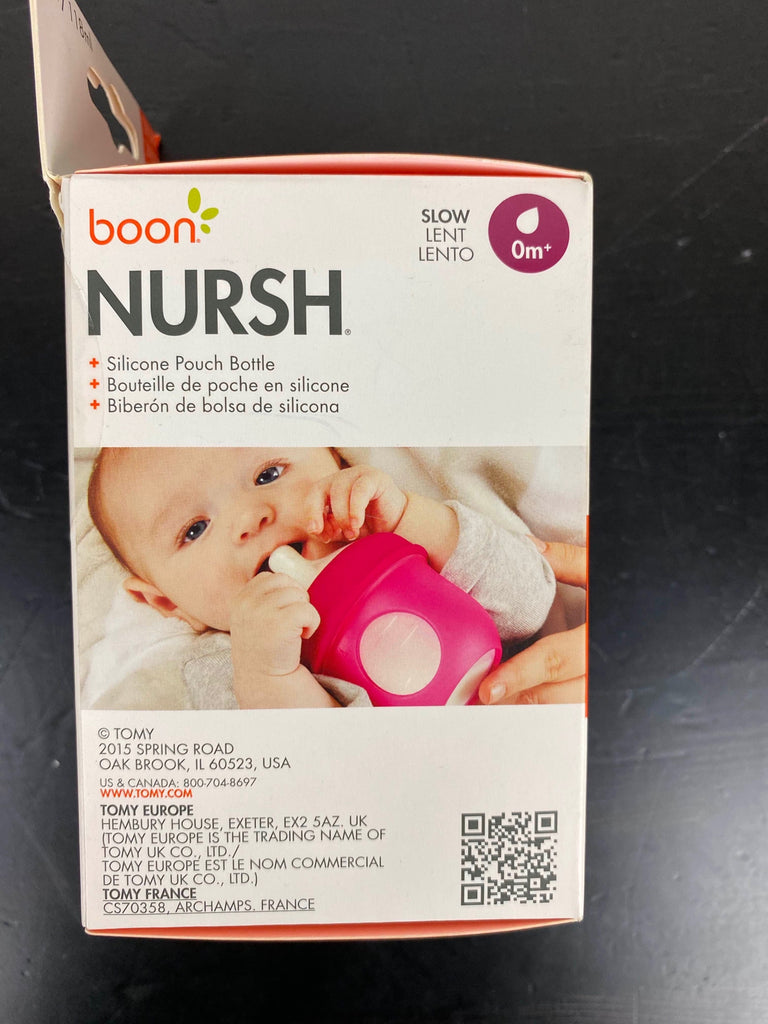 118ml
boon®
SLOW
LENT
LENTO
0m+
NURSH®
+ Silicone Pouch Bottle
+ Bouteille de poche en silicone
+ Biberón de bolsa de silicona
© TOMY
2015 SPRING ROAD
OAK BROOK, IL 60523, USA
US & CANADA: 800-704-8697
WWW.TOMY.COM
TOMY EUROPE
HEMBURY HOUSE, EXETER, EX2 5AZ. UK
(TOMY EUROPE IS THE TRADING NAME OF
TOMY UK CO., LTD./
TOMY EUROPE EST LE NOM COMMERCIAL
DE TOMY UK CO., LTD.)
TOMY FRANCE
CS70358, ARCHAMPS. FRANCE